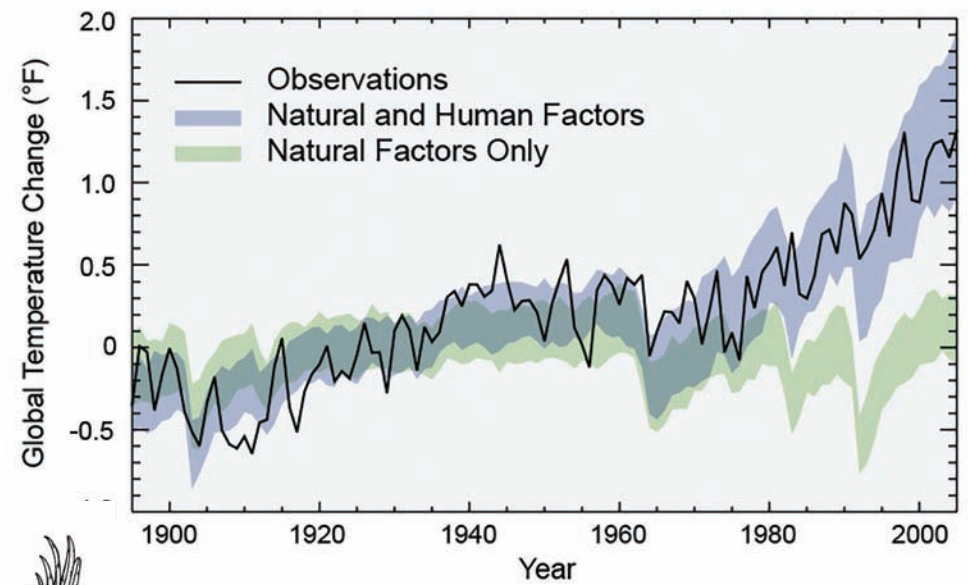 2.0
Observations
Natural and Human Factors
1.5
Natural Factors Only
1.0
0.5
0
-0.5
Global Temperature Change (°F)
1900 1920 1940 1960 1980 2000
Year